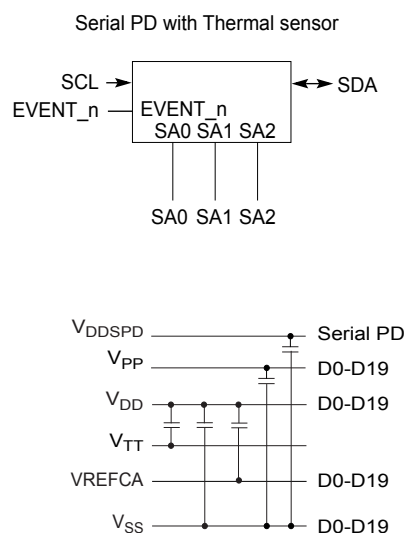 Serial PD with Thermal sensor
SCL
SDA
EVENT_n EVENT_n
SA0 SA1 SA2
SA0 SA1 SA2
VDDSPD Serial PD
VPP D0-D19
VDD D0-D19
VTT
VREFCA D0-D19
VSS D0-D19